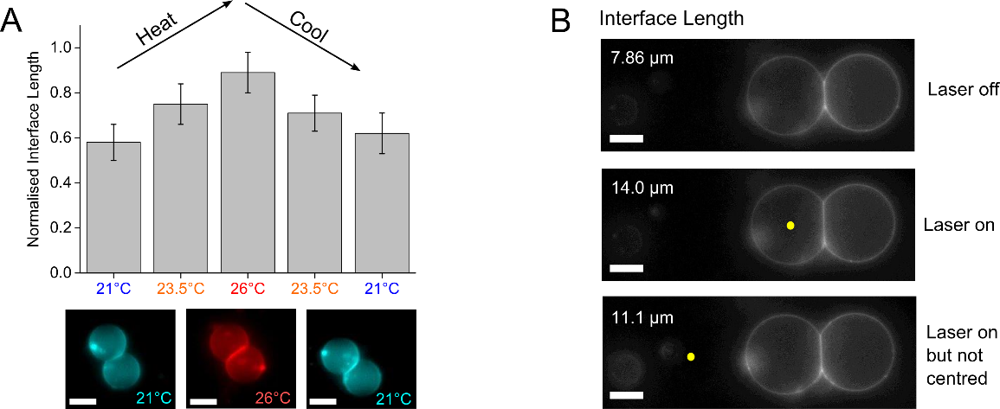 A
Heat
Cool
Normalised Interface Length
1.0
0.8
0.6
0.4
0.2
0.0
21°C
23.5°C
26°C
23.5°C
21°C
21°C
26°C
21°C
B
Interface Length
7.86 μm
Laser off
14.0 μm
Laser on
11.1 μm
Laser on
but not
centred